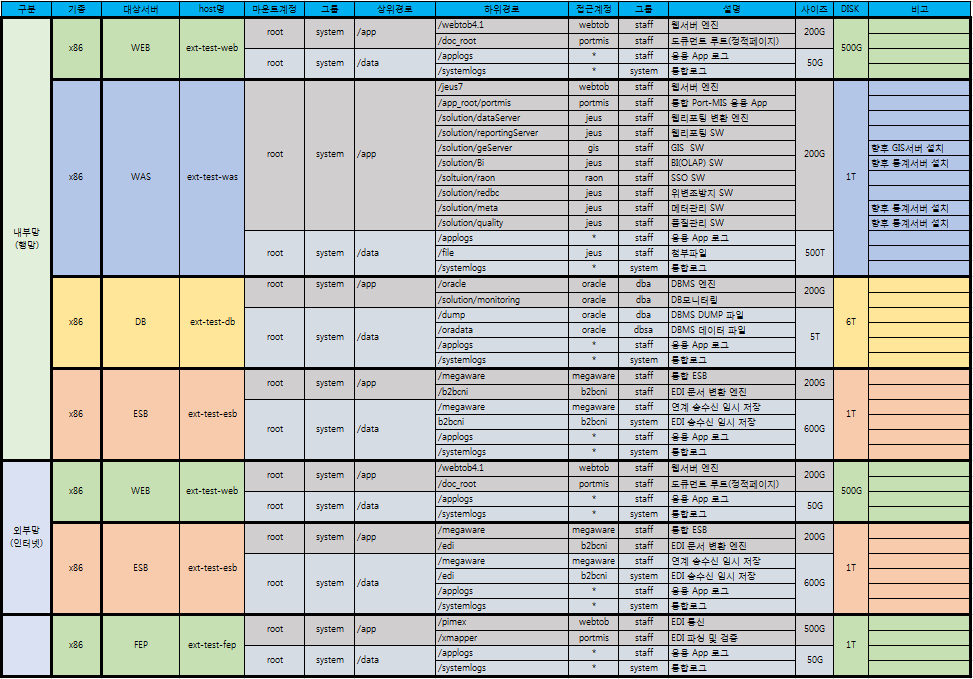 구분 기종 대상서버 host명 마운트계정 그룹 상위경로 하위경로 접근계정 그룹 설명 사이즈 DISK 비고
내부망
(행망)
x86 WEB ext-test-web root system /app /webtob4.1 webtob staff 웹서버 엔진 200G 500G
/doc_root portmis staff 도큐먼트 루트(정적페이지)
root system /data /applogs * staff 응용 App 로그 50G
/systemlogs * system 통합로그
x86 WAS ext-test-was root system /app /jeus7 webtob staff 웹서버 엔진 200G 1T
/app_root/portmis portmis staff 통합 Port-MIS 응용 App
/solution/dataServer jeus staff 웹리포팅 변환 엔진
/solution/reportingServer jeus staff 웹리포팅 SW
/solution/geServer gis staff GIS SW 향후 GIS서버 설치
/solution/Bi jeus staff BI(OLAP) SW 향후 통계서버 설치
/soltuion/raon raon staff SSO SW
/solution/redbc jeus staff 위변조방지 SW
/solution/meta jeus staff 메타관리 SW 향후 통계서버 설치
/solution/quality jeus staff 품질관리 SW 향후 통계서버 설치
root system /data /applogs * staff 응용 App 로그 500T
/file jeus staff 첨부파일
/systemlogs * system 통합로그
x86 DB ext-test-db root system /app /oracle oracle dba DBMS 엔진 200G 6T
/solution/monitoring oracle dba DB모니터링
root system /data /dump oracle dba DBMS DUMP 파일 5T
/oradata oracle dbsa DBMS 데이터 파일
/applogs * staff 응용 App 로그
/systemlogs * system 통합로그
x86 ESB ext-test-esb root system /app /megaware megaware staff 통합 ESB 200G 1T
/b2bcni b2bcni staff EDI 문서 변환 엔진
root system /data /megaware megaware staff 연계 송수신 임시 저장 600G
b2bcni b2bcni system EDI 송수신 임시 저장
/applogs * staff 응용 App 로그
/systemlogs * system 통합로그
외부망
(인터넷)
x86 WEB ext-test-web root system /app /webtob4.1 webtob staff 웹서버 엔진 200G 500G
/doc_root portmis staff 도큐먼트 루트(정적페이지)
root system /data /applogs * staff 응용 App 로그 50G
/systemlogs * system 통합로그
x86 ESB ext-test-esb root system /app /megaware megaware staff 통합 ESB 200G 1T
/edi b2bcni staff EDI 문서 변환 엔진
root system /data /megaware megaware staff 연계 송수신 임시 저장 600G
/edi b2bcni system EDI 송수신 임시 저장
/applogs * staff 응용 App 로그
/systemlogs * system 통합로그
x86 FEP ext-test-fep root system /app /pimex webtob staff EDI 통신 500G 1T
/xmapper portmis staff EDI 파싱 및 검증
root system /data /applogs * staff 응용 App 로그 50G
/systemlogs * system 통합로그